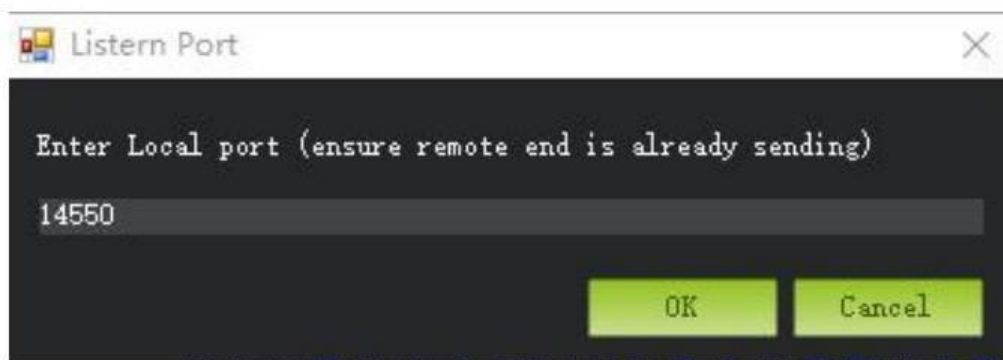 Listern Port
Enter Local port (ensure remote end is already sending)
14550
OK
Cancel